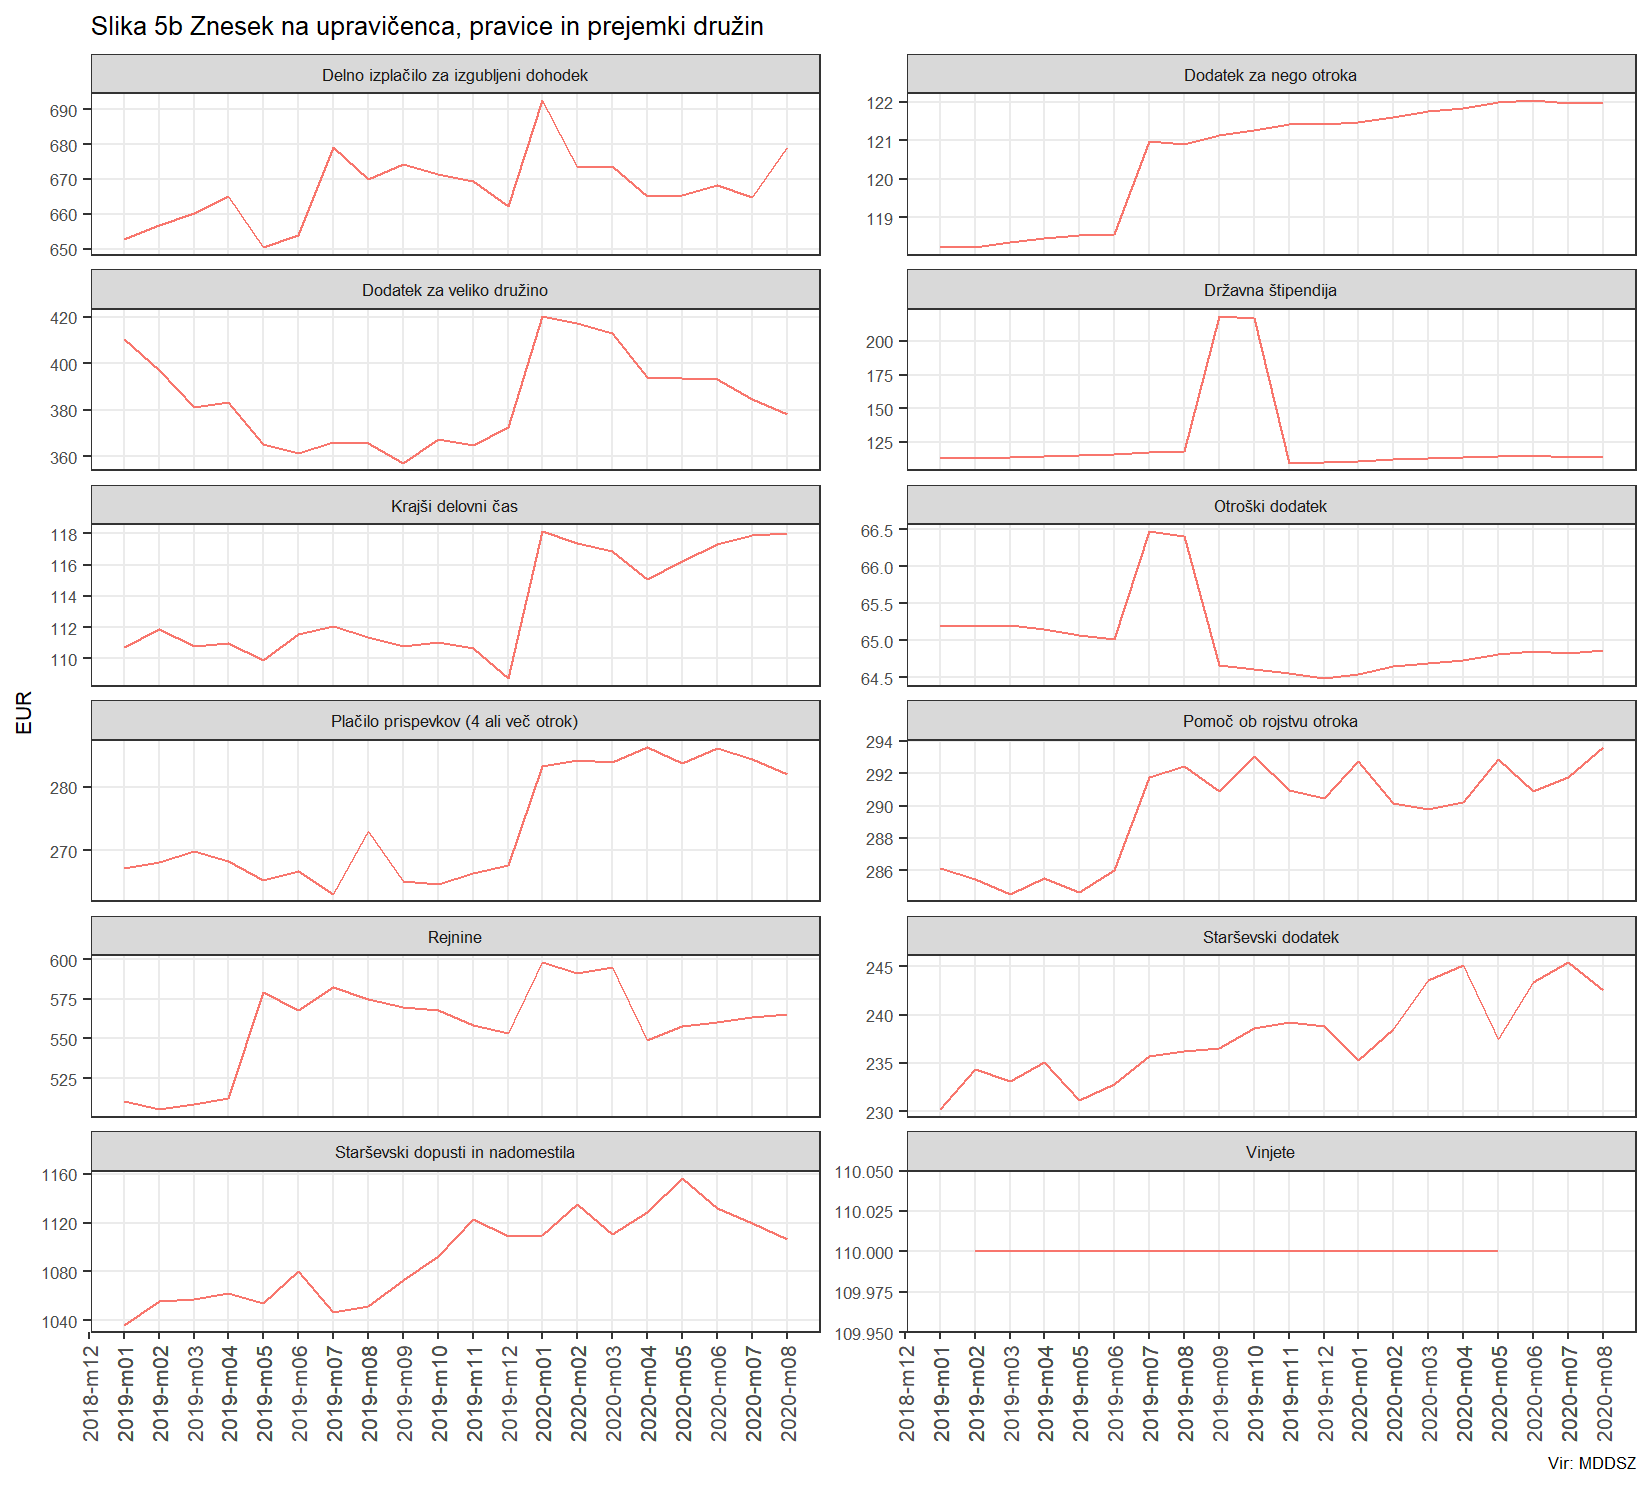 Slika 5b Znesek na upravičenca, pravice in prejemki družin
EUR
Delno izplačilo za izgubljeni dohodek
690
680
670
660
650
Dodatek za nego otroka
122
121
120
119
Dodatek za veliko družino
420
400
380
360
Državna štipendija
200
175
150
125
Krajši delovni čas
118
116
114
112
110
Otroški dodatek
66.5
66.0
65.5
65.0
64.5
Plačilo prispevkov (4 ali več otrok)
280
270
Pomoč ob rojstvu otroka
294
292
290
288
286
Rejnine
600
575
550
525
Starševski dodatek
245
240
235
230
Starševski dopusti in nadomestila
1160
1120
1080
1040
Vinjete
110.050
110.025
110.000
109.975
109.950
2018-m12
2019-m01
2019-m02
2019-m03
2019-m04
2019-m05
2019-m06
2019-m07
2019-m08
2019-m09
2019-m10
2019-m11
2019-m12
2020-m01
2020-m02
2020-m03
2020-m04
2020-m05
2020-m06
2020-m07
2020-m08
2018-m12
2019-m01
2019-m02
2019-m03
2019-m04
2019-m05
2019-m06
2019-m07
2019-m08
2019-m09
2019-m10
2019-m11
2019-m12
2020-m01
2020-m02
2020-m03
2020-m04
2020-m05
2020-m06
2020-m07
2020-m08
Vir: MDDSZ